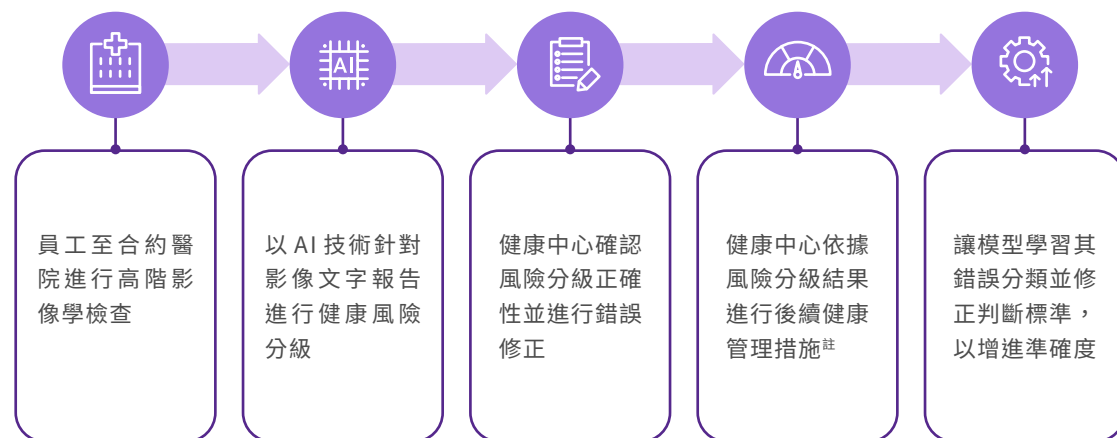 AI
員工至合約醫
院進行高階影
像學檢查
以 AI 技術針對
影像文字報告
進行健康風險
分級
健康中心確認
風險分級正確
性並進行錯誤
修正
健康中心依據
風險分級結果
進行後續健康
管理措施註
讓模型學習其
錯誤分類並修
正判斷標準，
以增進準確度